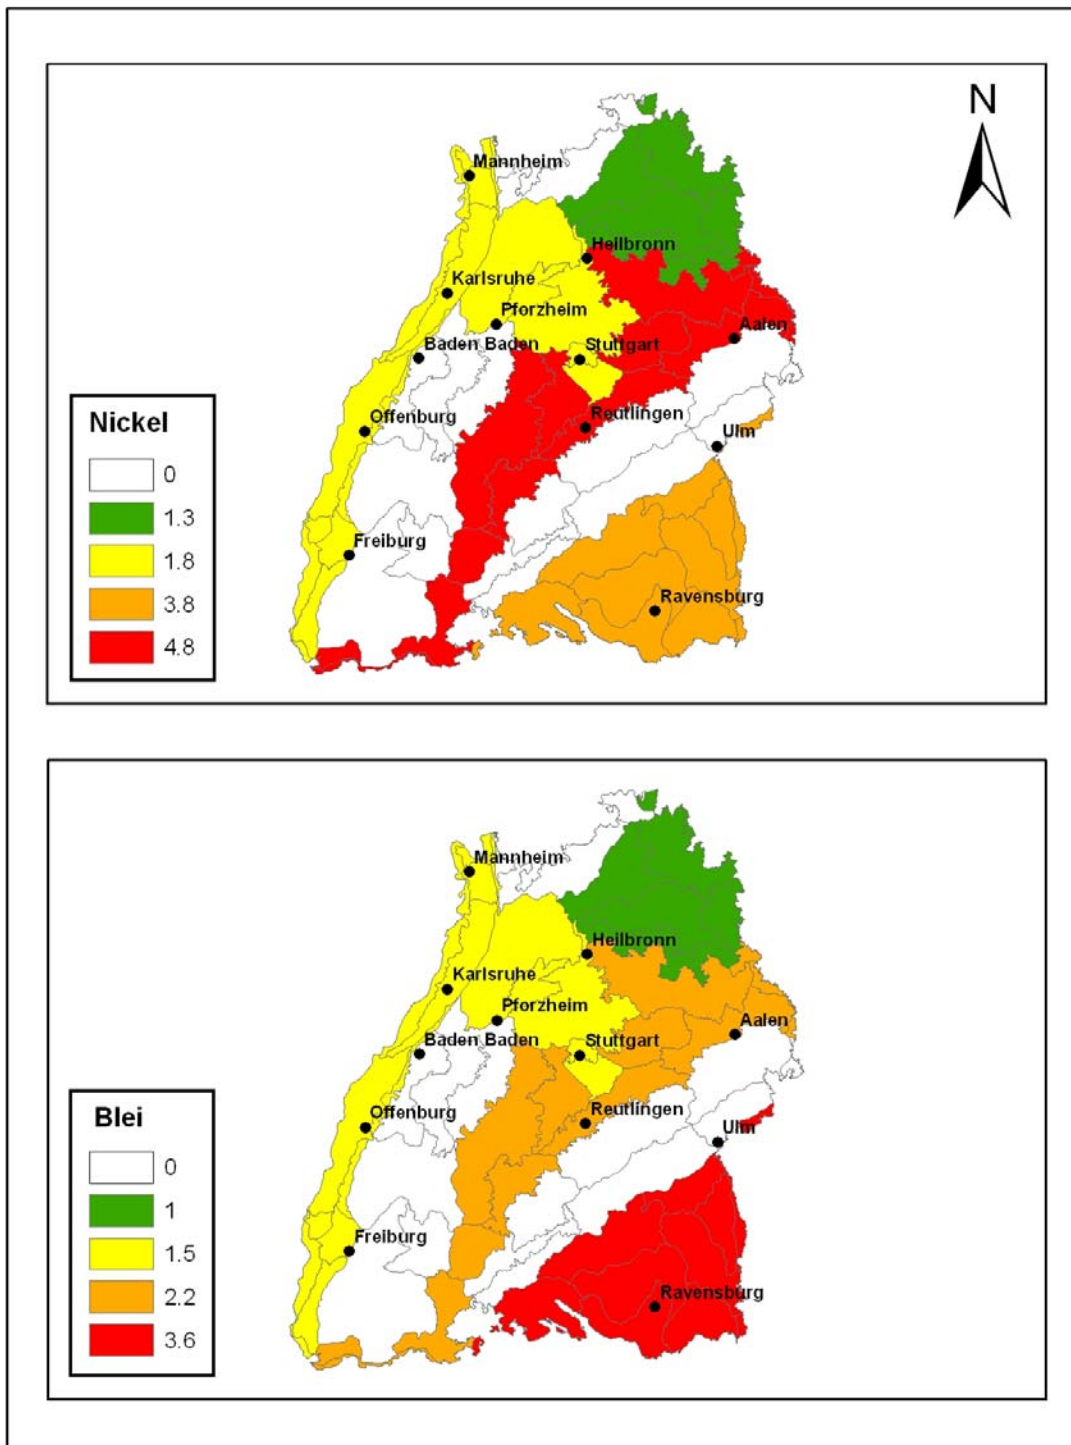 N
Mannheim
Heilbronn
Karlsruhe
Pforzheim
Aalen
Baden Baden
Stuttgart
Offenburg
Reutlingen
Ulm
Freiburg
Ravensburg
Nickel
0
1.3
1.8
3.8
4.8
Mannheim
Heilbronn
Karlsruhe
Pforzheim
Aalen
Baden Baden
Stuttgart
Offenburg
Reutlingen
Ulm
Freiburg
Ravensburg
Blei
0
1
1.5
2.2
3.6